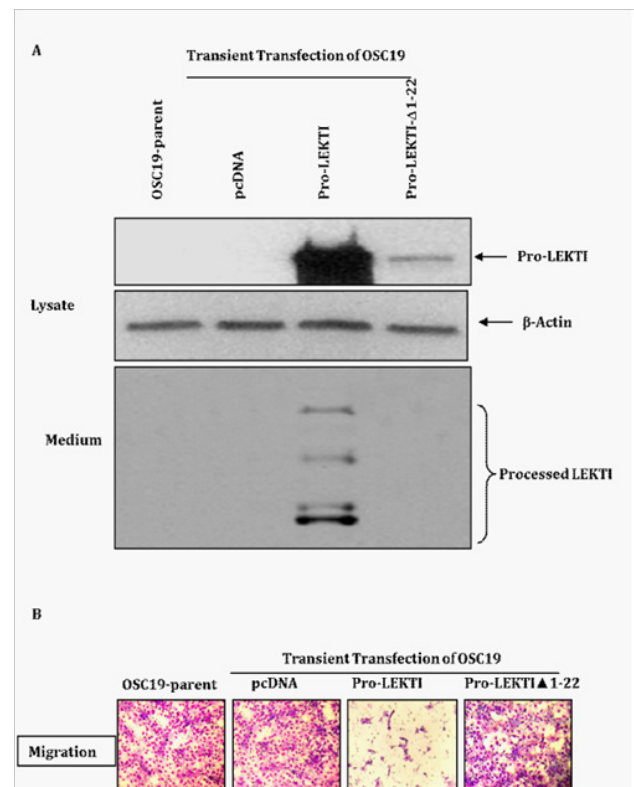 A
Transient Transfection of OSC19
OSC19-parent
pcDNA
Pro-LEKTI
Pro-LEKTI-Δ1-22
Pro-LEKTI
Lysate
β-Actin
Medium
Processed LEKTI
B
Transient Transfection of OSC19
OSC19-parent pcDNA Pro-LEKTI Pro-LEKTI▲1-22
Migration